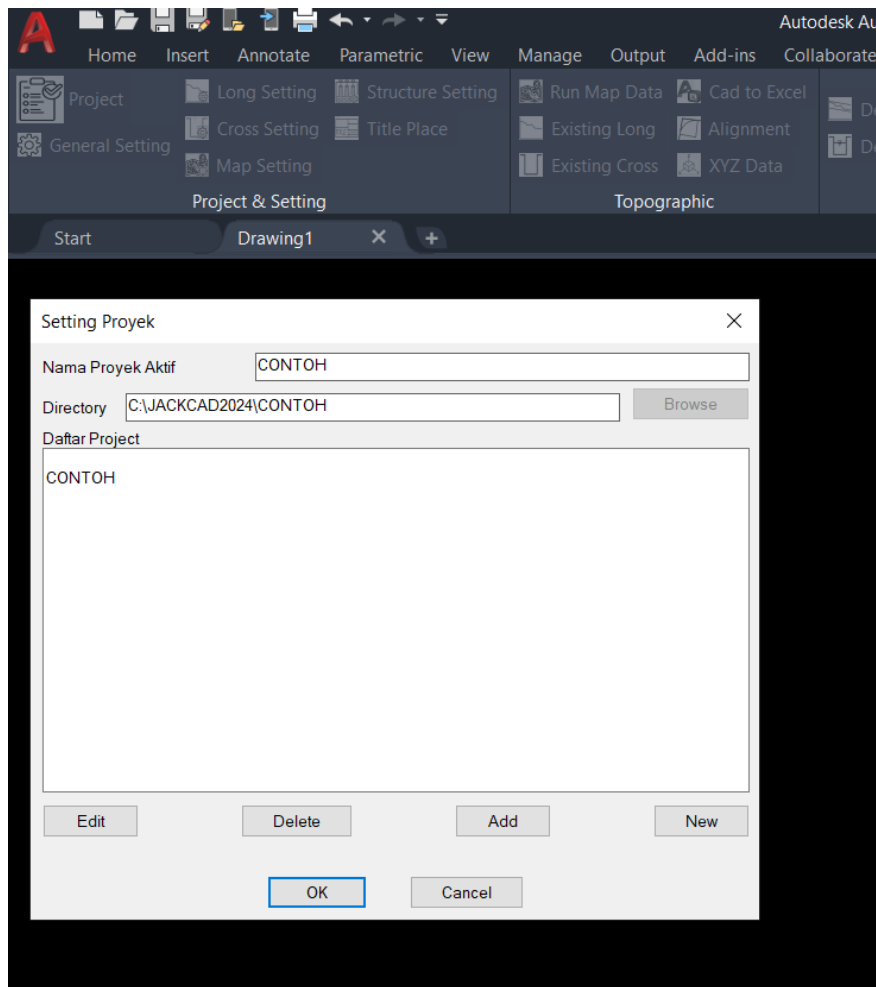 Autodesk Au
Home Insert Annotate Parametric View Manage Output Add-ins Collaborate
Project Long Setting Structure Setting Run Map Data Cad to Excel
General Setting Cross Setting Title Place Existing Long Alignment
Map Setting Existing Cross XYZ Data
Project & Setting Topographic
Start Drawing1
Setting Proyek
Nama Proyek Aktif CONTOH
Directory C:\JACKCAD2024\CONTOH Browse
Daftar Project
CONTOH
Edit Delete Add New
OK Cancel